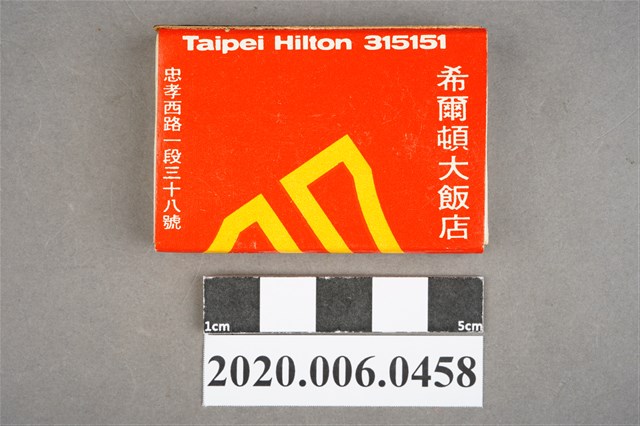 Taipei Hilton 315151
希爾頓大飯店
忠孝西路一段三十八號
1cm
5cm
2020.006.0458